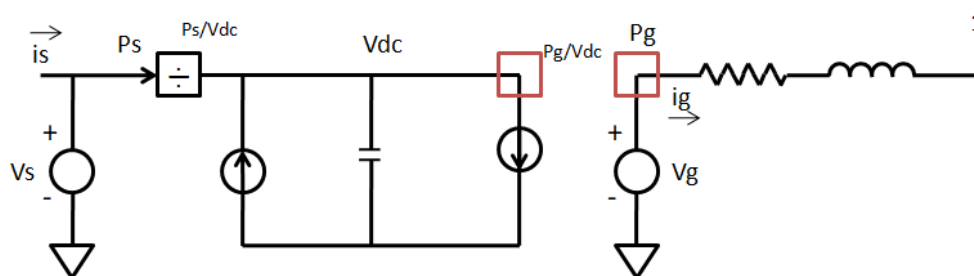 is
Ps
Ps/Vdc
÷
Vdc
Pg/Vdc
Pg
ig
+
Vs
-
+
Vg
-